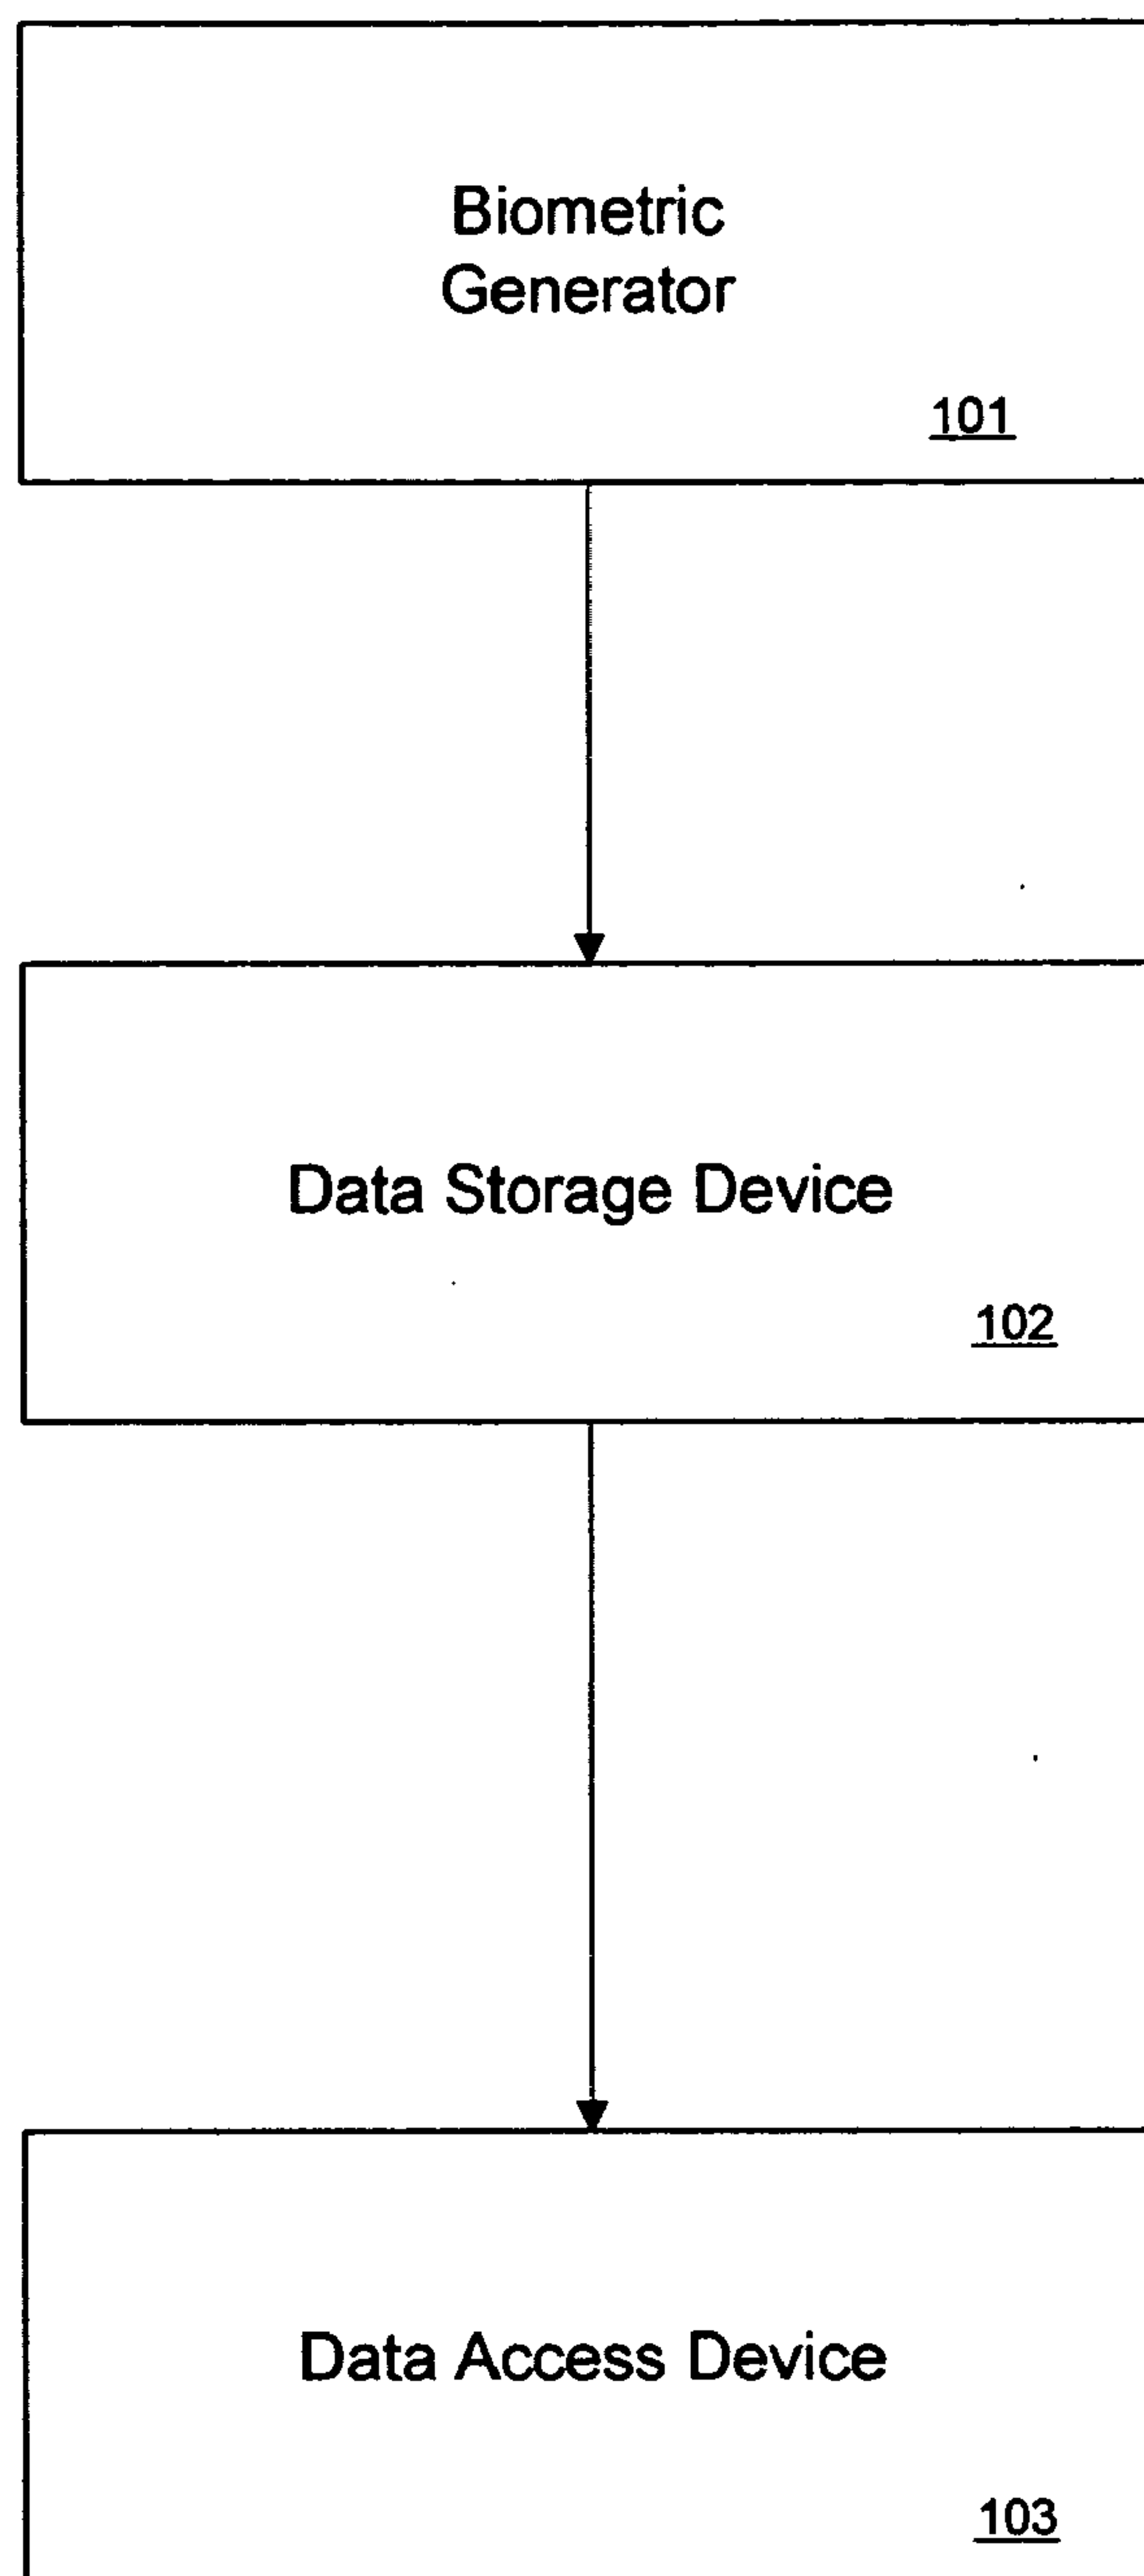 Biometric
Generator
101
Data Storage Device
102
Data Access Device
103